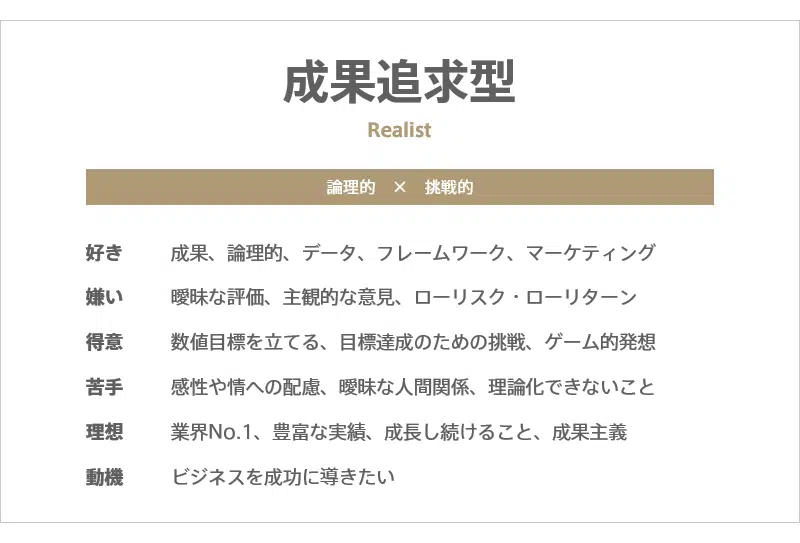 成果追求型
Realist
論理的 × 挑戦的
好き 成果、論理的、データ、フレームワーク、マーケティング
嫌い 曖昧な評価、主観的な意見、ローリスク・ローリターン
得意 数値目標を立てる、目標達成のための挑戦、ゲーム的発想
苦手 感性や情への配慮、曖昧な人間関係、理論化できないこと
理想 業界No.1、豊富な実績、成長し続けること、成果主義
動機 ビジネスを成功に導きたい